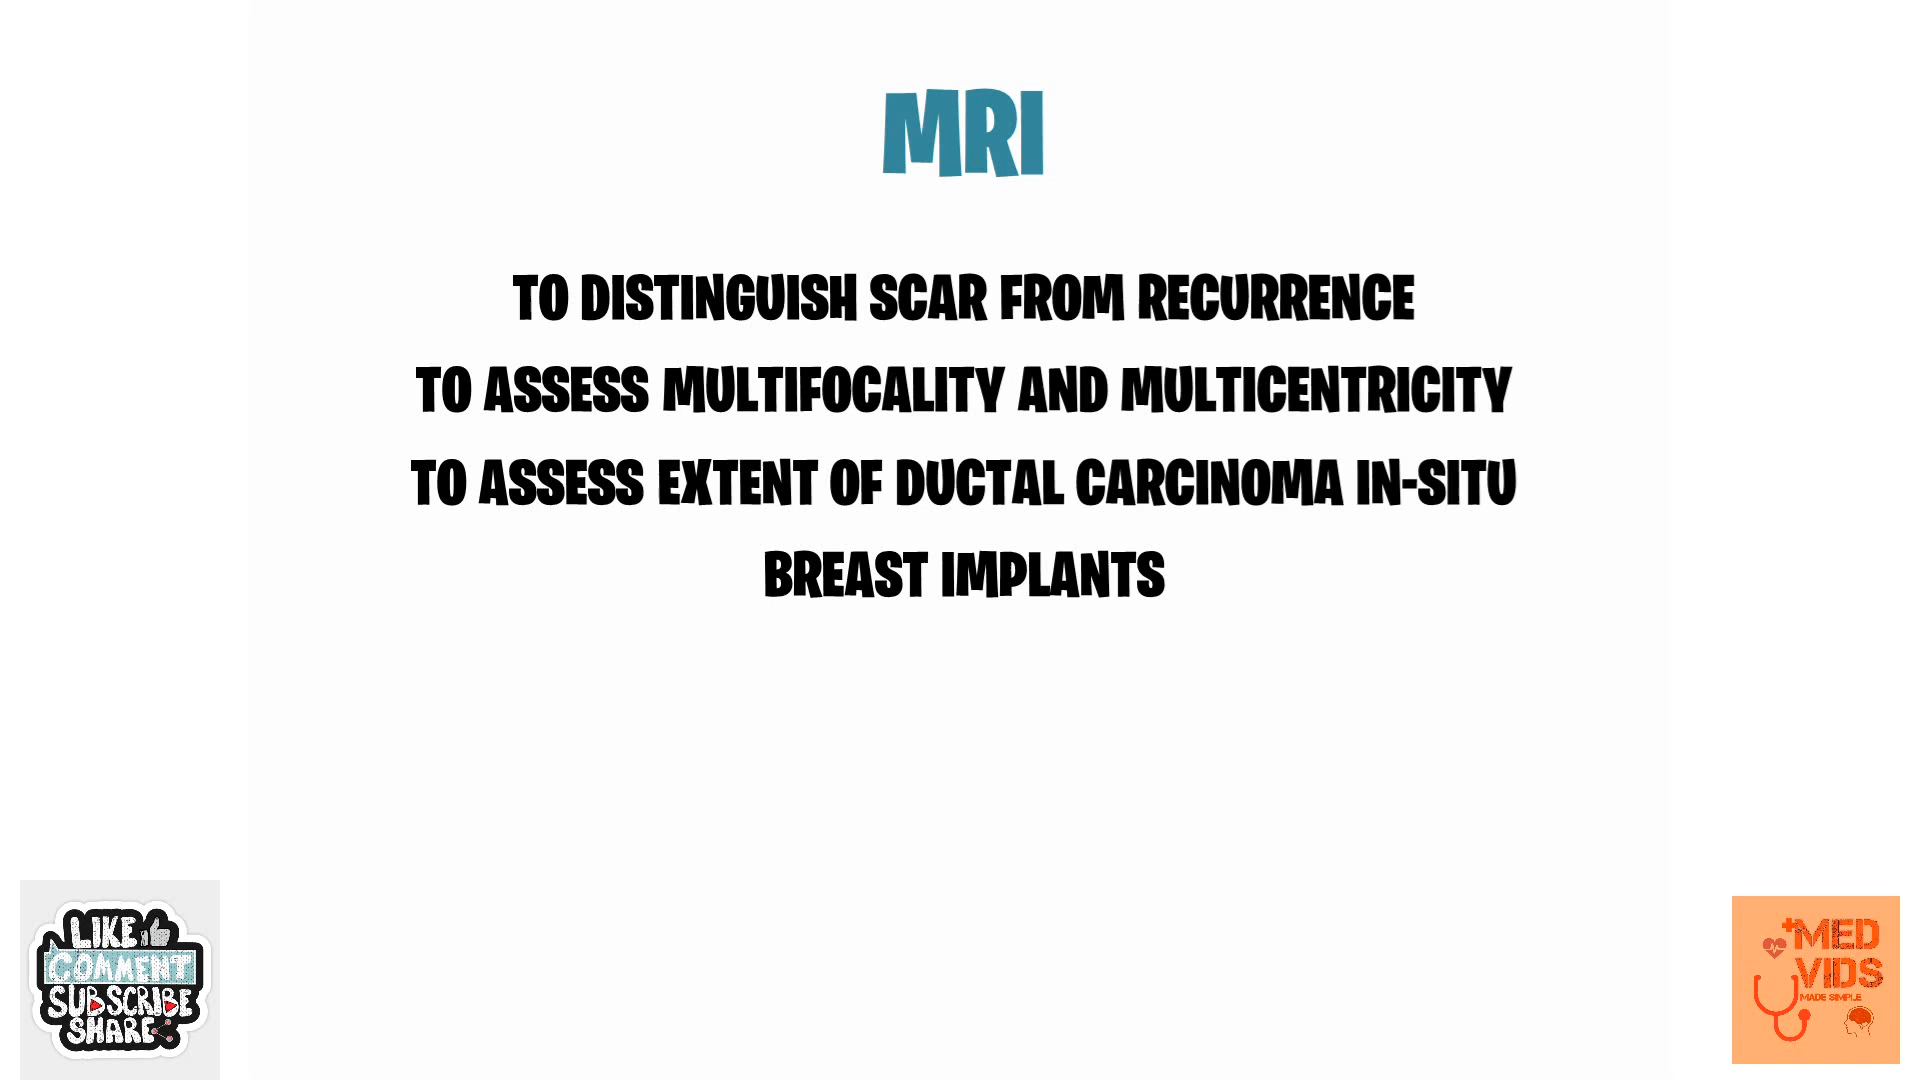 MRI
TO DISTINGUISH SCAR FROM RECURRENCE
TO ASSESS MULTIFOCALITY AND MULTICENTRICITY
TO ASSESS EXTENT OF DUCTAL CARCINOMA IN-SITU
BREAST IMPLANTS
LIKE
COMMENT
SUBSCRIBE
SHARE
MED
VIDS
MADE SIMPLE